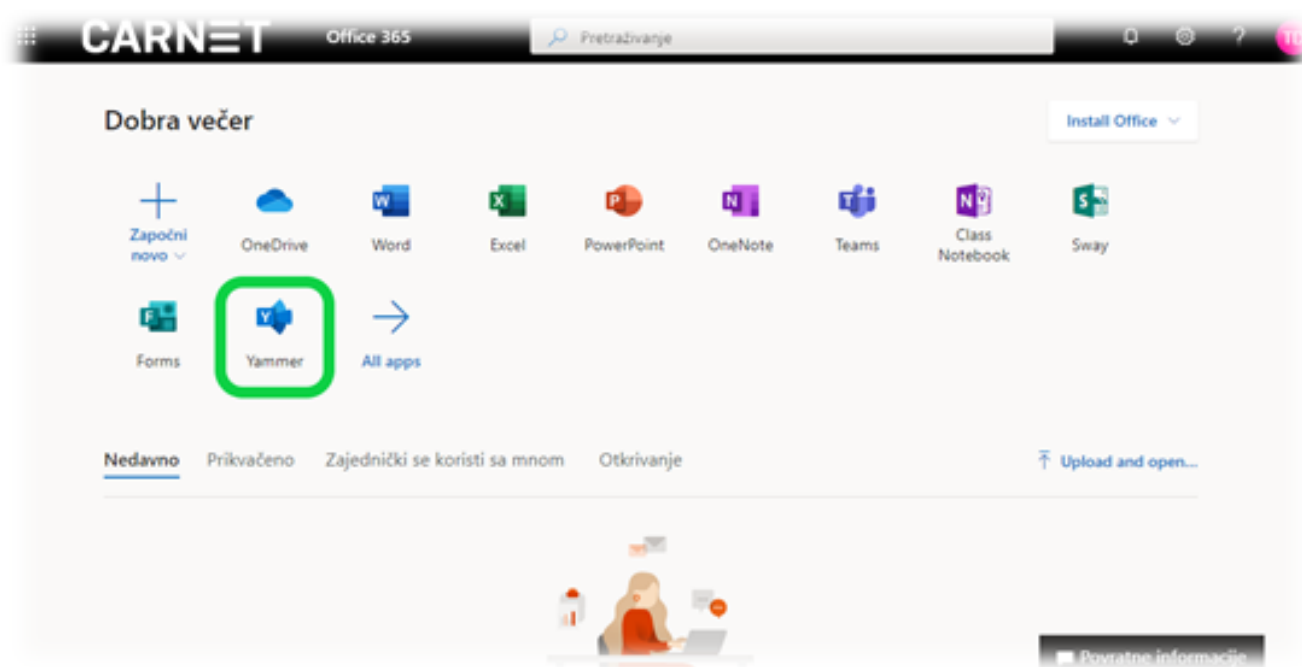 CARNET Office 365 Pretraživanje ? TD
Dobra večer
Install Office
Započni novo
OneDrive
Word
Excel
PowerPoint
OneNote
Teams
Class Notebook
Sway
Forms
Yammer
All apps
Nedavno Prikvačeno Zajednički se koristi sa mnom Otkrivanje
Upload and open...
Povratne informacije